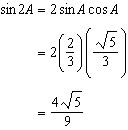 sin 2A = 2 sin A cos A
= 2(2/3)(√5/3)
= 4√5/9